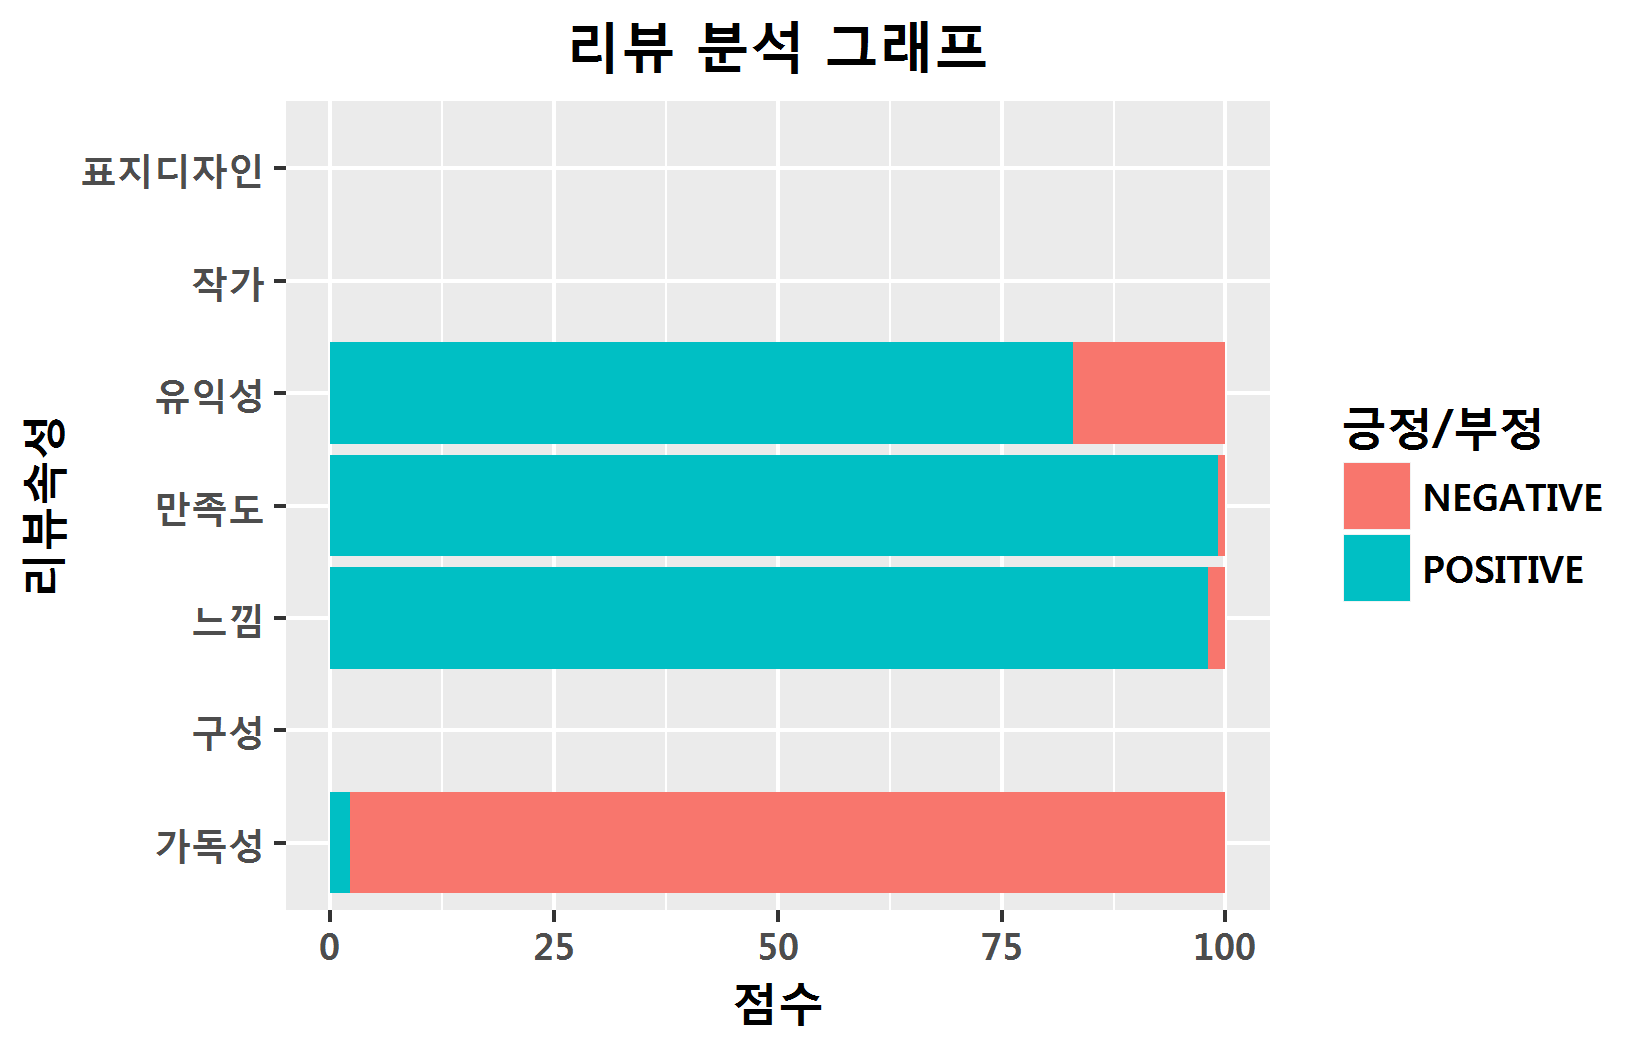 리뷰 분석 그래프
표지디자인
작가
유익성
만족도
느낌
구성
가독성
리뷰속성
0 25 50 75 100
점수
긍정/부정
NEGATIVE
POSITIVE